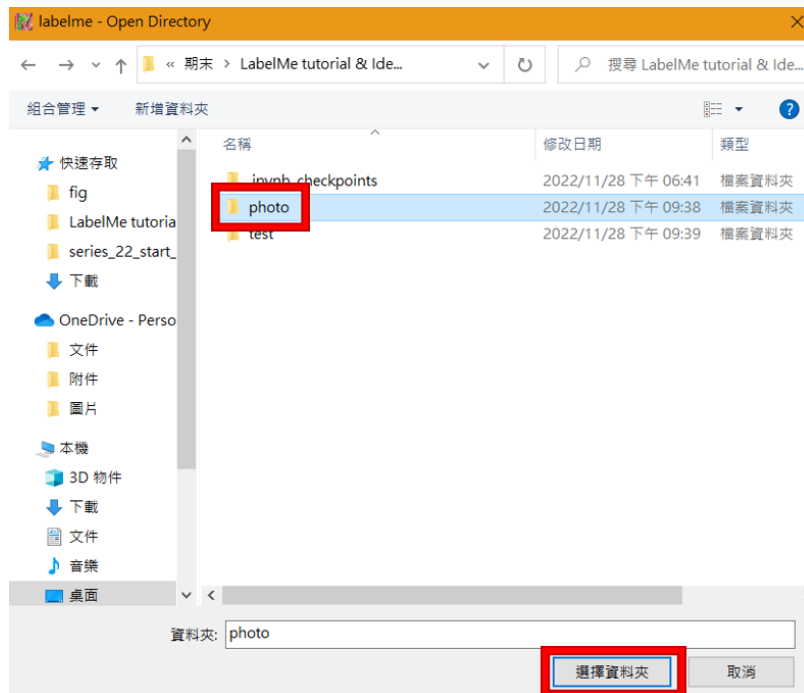 labelme - Open Directory
« 期末 > LabelMe tutorial & Ide...
搜尋 LabelMe tutorial & Ide...
組合管理
新增資料夾
名稱
修改日期
類型
快速存取
fig
LabelMe tutoria
series_22_start_
下載
OneDrive - Perso
文件
附件
圖片
本機
3D 物件
下載
文件
音樂
桌面
.ipynb_checkpoints
2022/11/28 下午 06:41
檔案資料夾
photo
2022/11/28 下午 09:38
檔案資料夾
test
2022/11/28 下午 09:39
檔案資料夾
資料夾: photo
選擇資料夾
取消